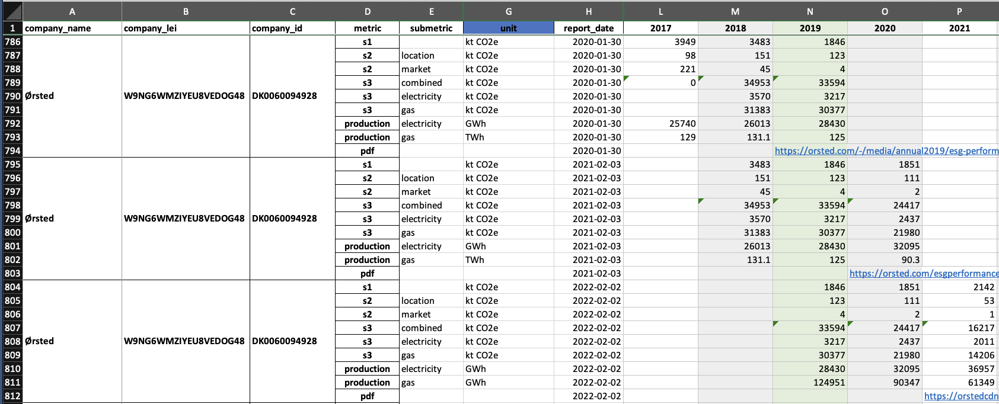 A B C D E G H L M N O P
1 company_name company_lei company_id metric submetric unit report_date 2017 2018 2019 2020 2021
786 s1 kt CO2e 2020-01-30 3949 3483 1846
787 s2 location kt CO2e 2020-01-30 98 151 123
788 s2 market kt CO2e 2020-01-30 221 45 4
789 s3 combined kt CO2e 2020-01-30 0 34953 33594
790 Ørsted W9NG6WMZIYEU8VEDOG48 DK0060094928 s3 electricity kt CO2e 2020-01-30 3570 3217
791 s3 gas kt CO2e 2020-01-30 31383 30377
792 production electricity GWh 2020-01-30 25740 26013 28430
793 production gas TWh 2020-01-30 129 131.1 125
794 pdf 2020-01-30 https://orsted.com/-/media/annual2019/esg-perform
795 s1 kt CO2e 2021-02-03 3483 1846 1851
796 s2 location kt CO2e 2021-02-03 151 123 111
797 s2 market kt CO2e 2021-02-03 45 4 2
798 s3 combined kt CO2e 2021-02-03 34953 33594 24417
799 Ørsted W9NG6WMZIYEU8VEDOG48 DK0060094928 s3 electricity kt CO2e 2021-02-03 3570 3217 2437
800 s3 gas kt CO2e 2021-02-03 31383 30377 21980
801 production electricity GWh 2021-02-03 26013 28430 32095
802 production gas TWh 2021-02-03 131.1 125 90.3
803 pdf 2021-02-03 https://orsted.com/esgperformance
804 s1 kt CO2e 2022-02-02 1846 1851 2142
805 s2 location kt CO2e 2022-02-02 123 111 53
806 s2 market kt CO2e 2022-02-02 4 2 1
807 s3 combined kt CO2e 2022-02-02 33594 24417 16217
808 Ørsted W9NG6WMZIYEU8VEDOG48 DK0060094928 s3 electricity kt CO2e 2022-02-02 3217 2437 2011
809 s3 gas kt CO2e 2022-02-02 30377 21980 14206
810 production electricity GWh 2022-02-02 28430 32095 36957
811 production gas GWh 2022-02-02 124951 90347 61349
812 pdf 2022-02-02 https://orstedcdn